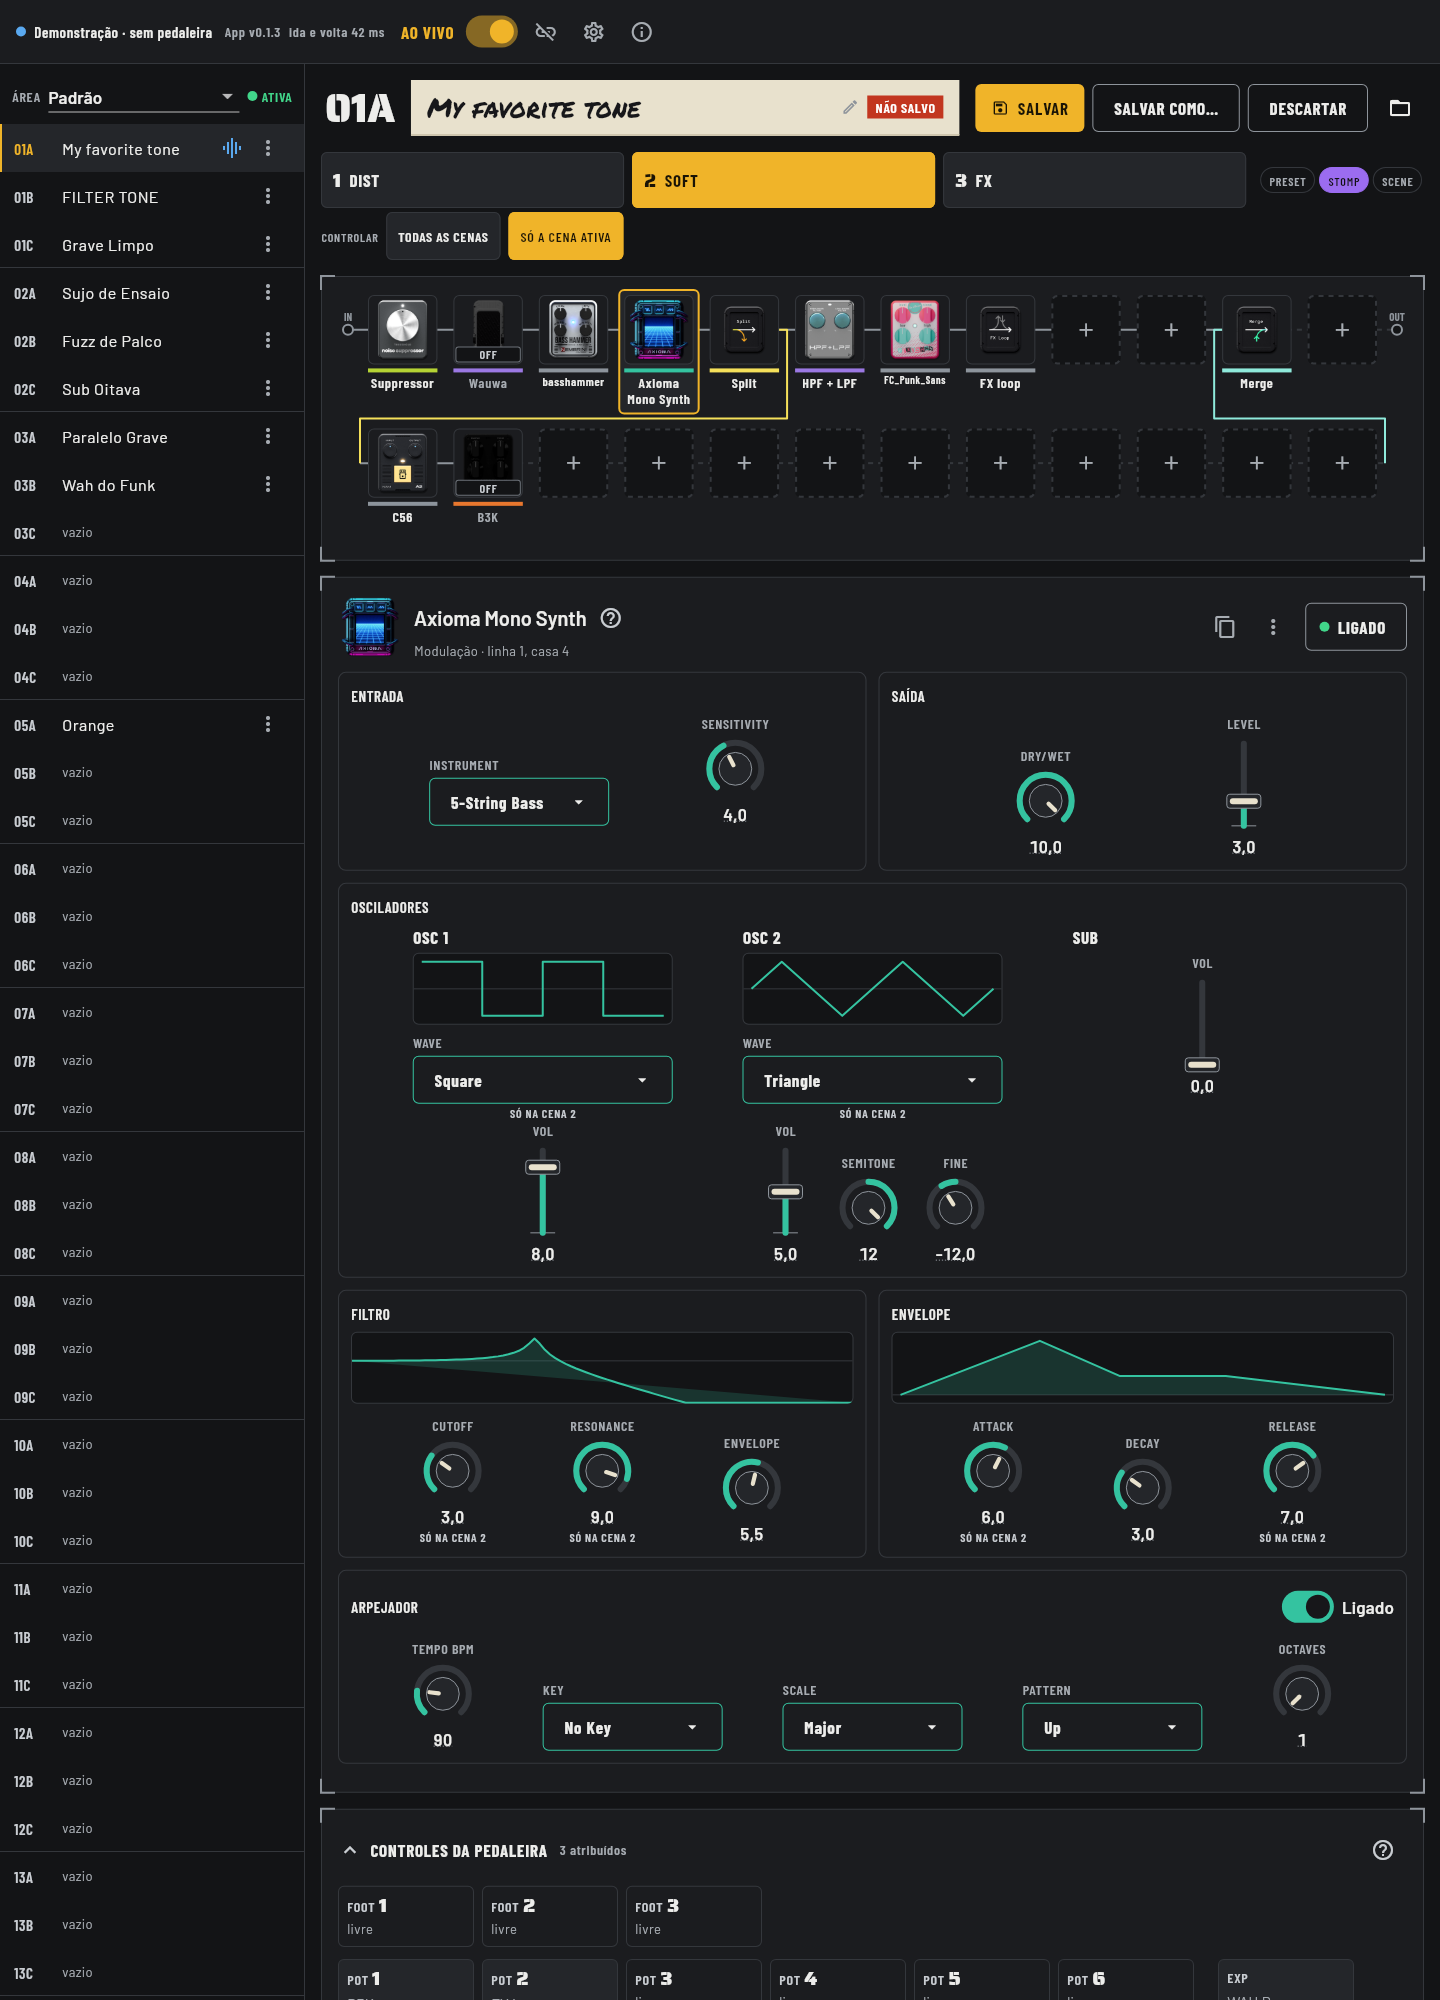 Demonstração · sem pedaleira App v0.1.3 Ida e volta 42 ms AO VIVO
ÁREA Padrão ATIVA
01A My favorite tone
01B FILTER TONE
01C Grave Limpo
02A Sujo de Ensaio
02B Fuzz de Palco
02C Sub Oitava
03A Paralelo Grave
03B Wah do Funk
03C vazio
04A vazio
04B vazio
04C vazio
05A Orange
05B vazio
05C vazio
06A vazio
06B vazio
06C vazio
07A vazio
07B vazio
07C vazio
08A vazio
08B vazio
08C vazio
09A vazio
09B vazio
09C vazio
10A vazio
10B vazio
10C vazio
11A vazio
11B vazio
11C vazio
12A vazio
12B vazio
12C vazio
13A vazio
13B vazio
13C vazio
01A My favorite tone NÃO SALVO SALVAR SALVAR COMO... DESCARTAR
1 DIST 2 SOFT 3 FX PRESET STOMP SCENE
CONTROLAR TODAS AS CENAS SÓ A CENA ATIVA
IN OUT
OFF
Suppressor Wauwa basshammer Axioma Mono Synth Split HPF + LPF FC_Punk_Sans FX loop Merge
OFF
C56 B3K
Axioma Mono Synth
Modulação · linha 1, casa 4
LIGADO
ENTRADA
INSTRUMENT SENSITIVITY
5-String Bass 4,0
SAÍDA
DRY/WET LEVEL
10,0 3,0
OSCILADORES
OSC 1 OSC 2 SUB
VOL
WAVE WAVE
Square Triangle 0,0
SÓ NA CENA 2 SÓ NA CENA 2
VOL VOL SEMITONE FINE
8,0 5,0 12 -12,0
FILTRO
CUTOFF RESONANCE ENVELOPE
3,0 9,0 5,5
SÓ NA CENA 2 SÓ NA CENA 2
ENVELOPE
ATTACK DECAY RELEASE
6,0 3,0 7,0
SÓ NA CENA 2 SÓ NA CENA 2
ARPEJADOR Ligado
TEMPO BPM KEY SCALE PATTERN OCTAVES
90 No Key Major Up 1
CONTROLES DA PEDALEIRA 3 atribuídos
FOOT 1 FOOT 2 FOOT 3
livre livre livre
POT 1 POT 2 POT 3 POT 4 POT 5 POT 6 EXP